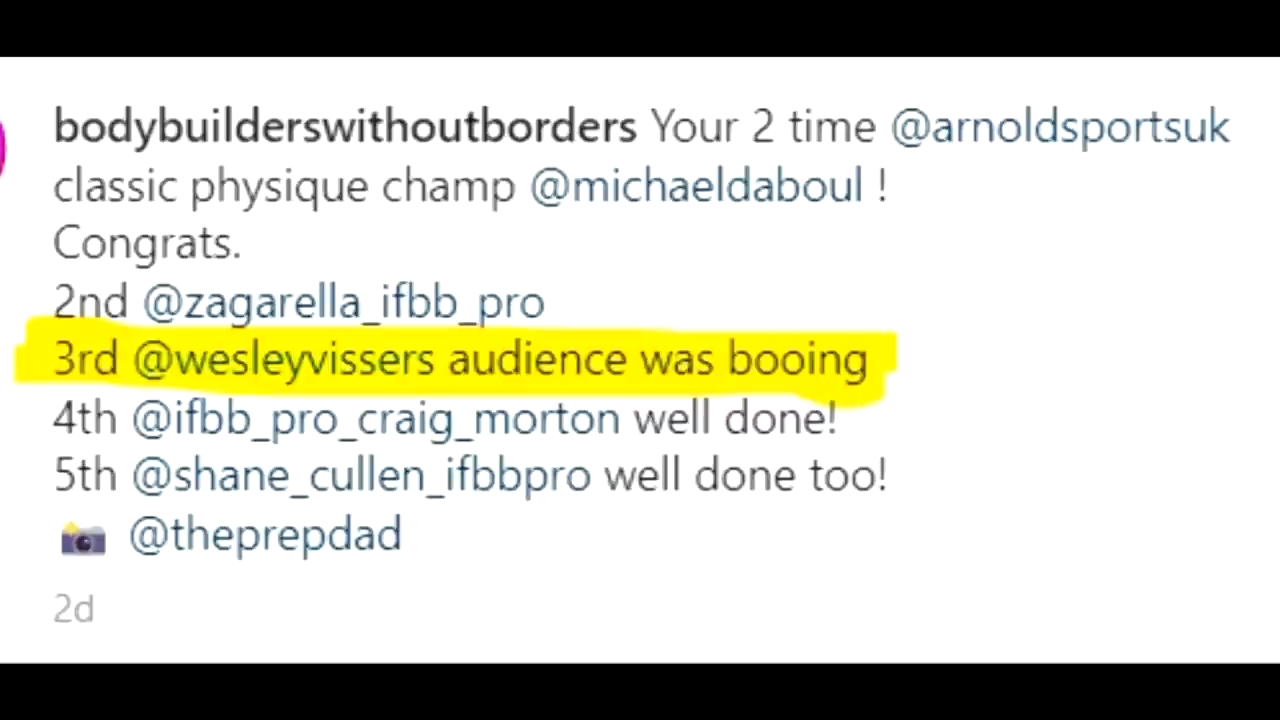 bodybuilderswithoutborders Your 2 time @arnoldsportsuk
classic physique champ @michaeldaboul !
Congrats.
2nd @zagarella_ifbb_pro
3rd @wesleyvissers audience was booing
4th @ifbb_pro_craig_morton well done!
5th @shane_cullen_ifbbpro well done too!
📸 @theprepdad
2d